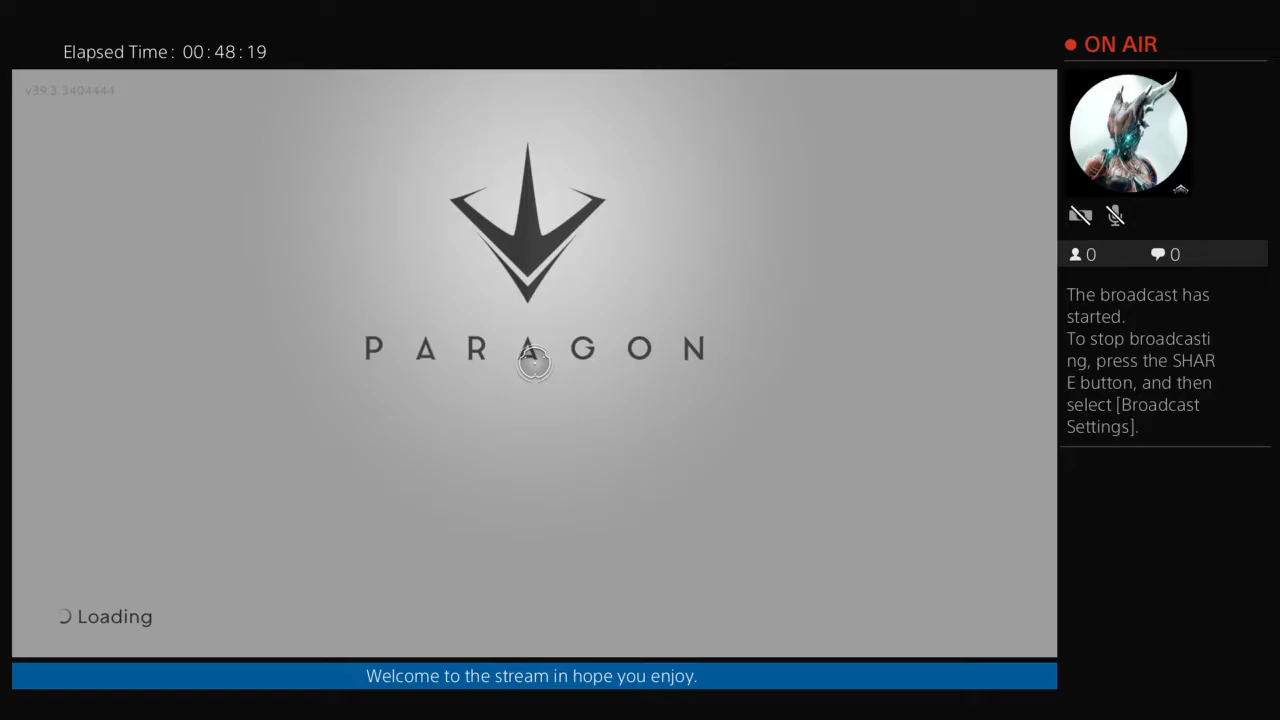 Elapsed Time: 00:48:19
ON AIR
v39.3.3404444
PARAGON
0 0
The broadcast has
started.
To stop broadcasti
ng, press the SHAR
E button, and then
select [Broadcast
Settings].
Loading
Welcome to the stream in hope you enjoy.